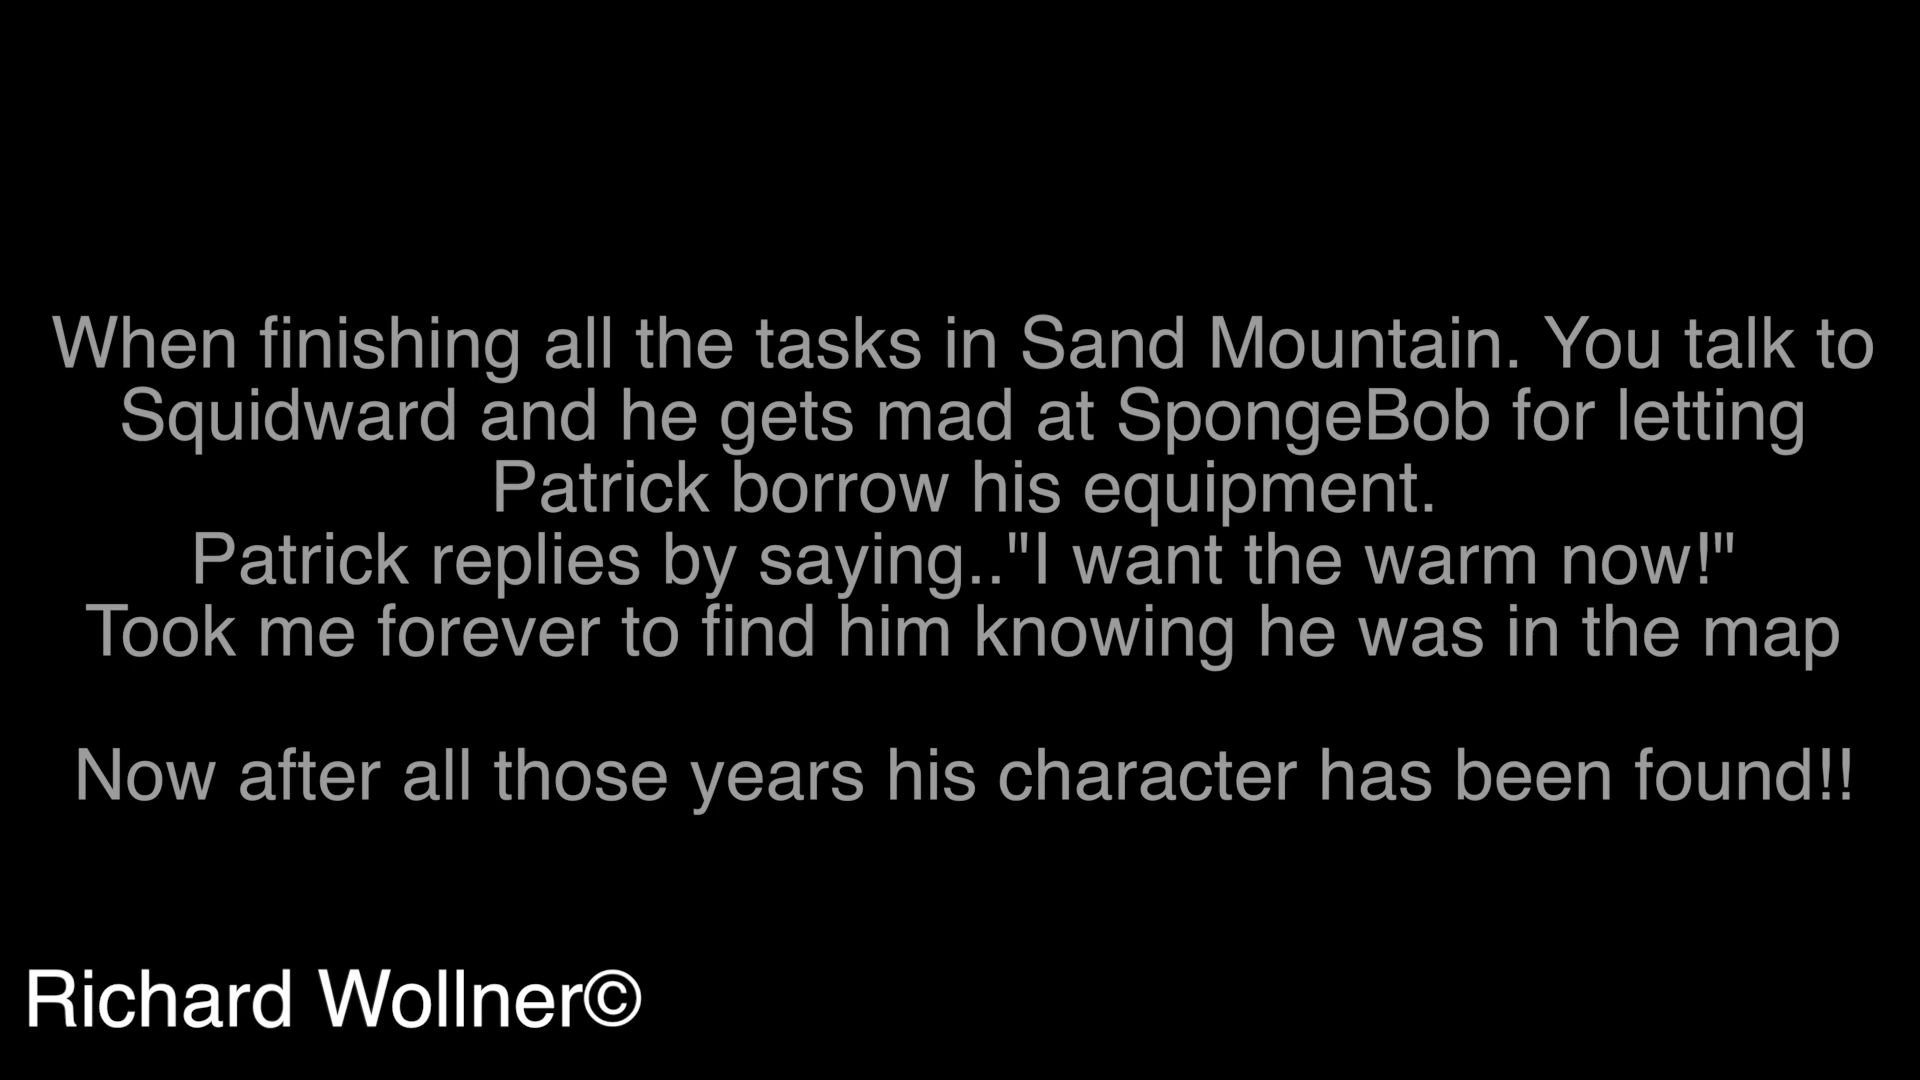 When finishing all the tasks in Sand Mountain. You talk to
Squidward and he gets mad at SpongeBob for letting
Patrick borrow his equipment.
Patrick replies by saying.."I want the warm now!"
Took me forever to find him knowing he was in the map
Now after all those years his character has been found!!
Richard Wollner©